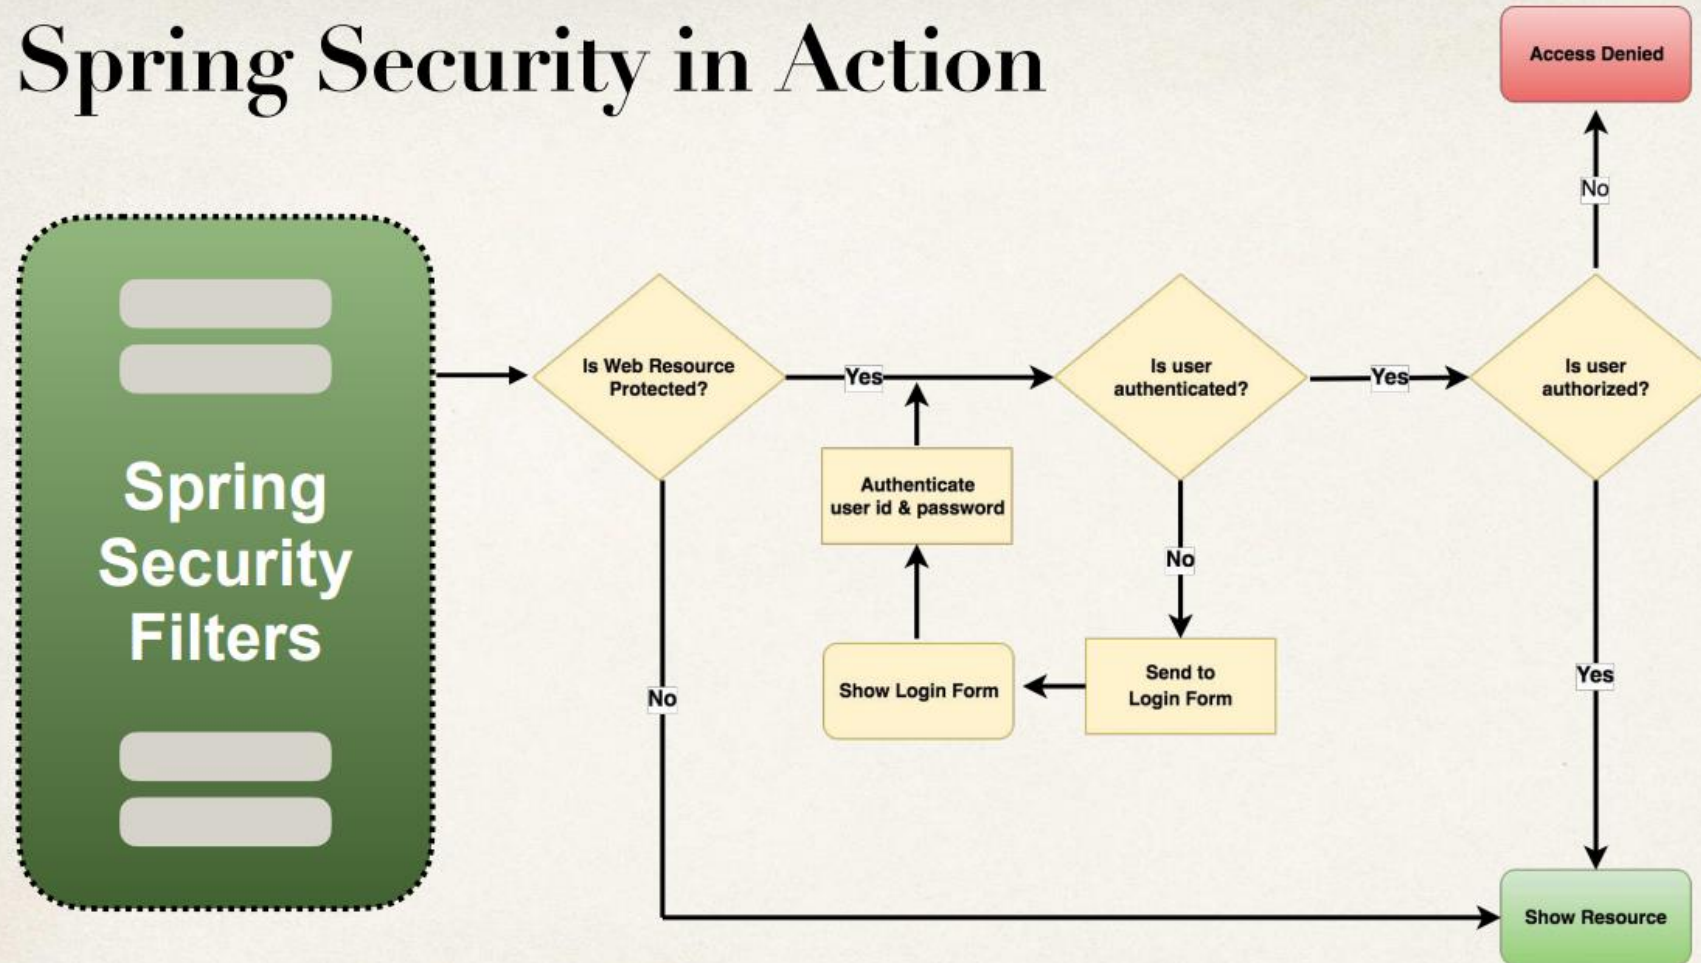 Spring Security in Action
Access Denied
No
Spring
Security
Filters
Is Web Resource
Protected?
Yes
Is user
authenticated?
Yes
Is user
authorized?
Authenticate
user id & password
No
Show Login Form
Send to
Login Form
No
Yes
Show Resource